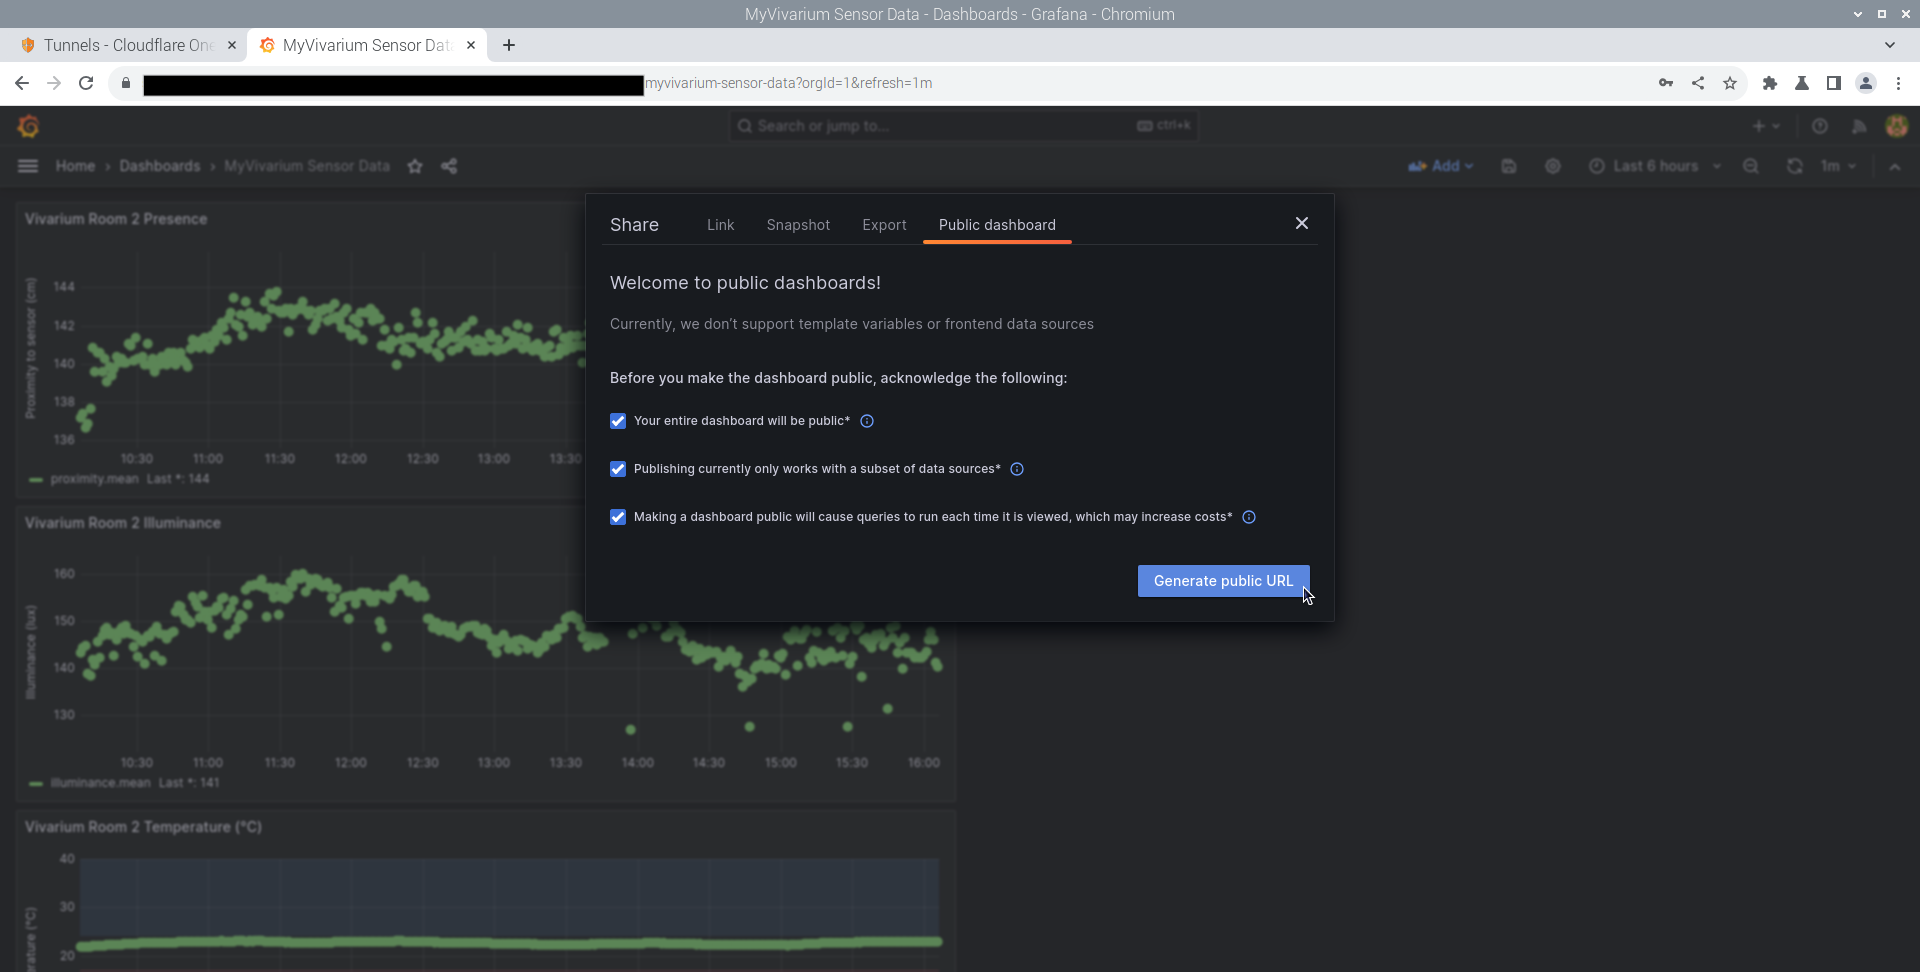 MyVivarium Sensor Data - Dashboards - Grafana - Chromium
Tunnels - Cloudflare One
MyVivarium Sensor Dat
myvivarium-sensor-data?orgId=1&refresh=1m
Search or jump to...
ctrl+k
Home › Dashboards › MyVivarium Sensor Data
Add
Last 6 hours
1m
Vivarium Room 2 Presence
Proximity to sensor (cm)
144
142
140
138
136
10:30 11:00 11:30 12:00 12:30 13:00 13:30
proximity.mean Last *: 144
Share
Link
Snapshot
Export
Public dashboard
Welcome to public dashboards!
Currently, we don't support template variables or frontend data sources
Before you make the dashboard public, acknowledge the following:
Your entire dashboard will be public*
Publishing currently only works with a subset of data sources*
Making a dashboard public will cause queries to run each time it is viewed, which may increase costs*
Generate public URL
Vivarium Room 2 Illuminance
Illuminance (lux)
160
150
140
130
10:30 11:00 11:30 12:00 12:30 13:00 13:30 14:00 14:30 15:00 15:30 16:00
illuminance.mean Last *: 141
Vivarium Room 2 Temperature (°C)
rature (°C)
40
30
20